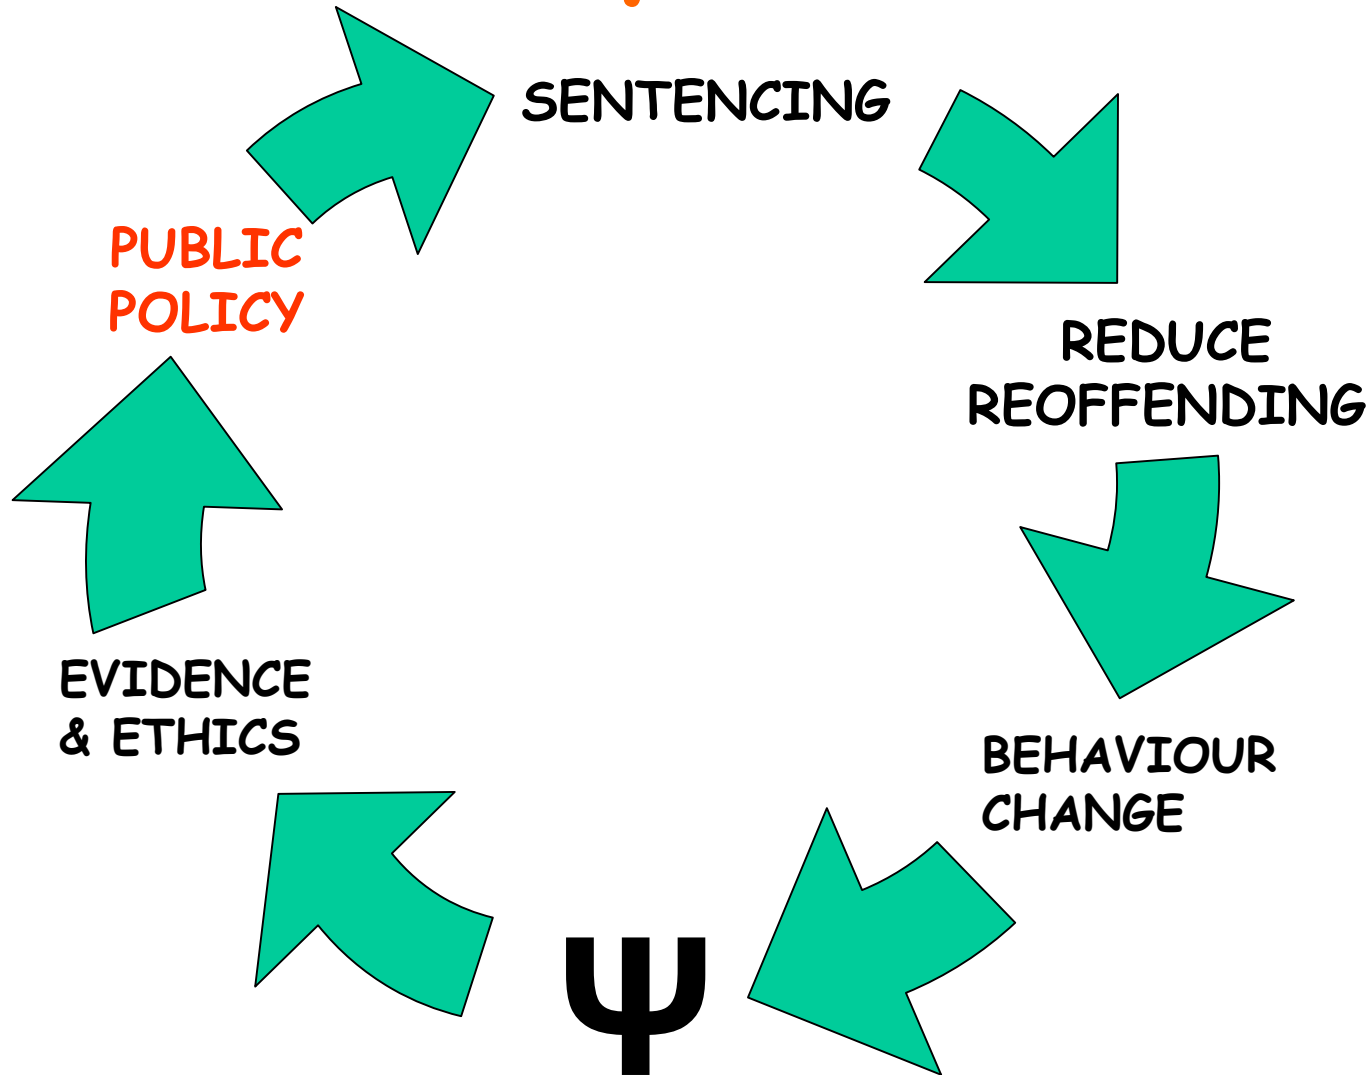 SENTENCING
PUBLIC
POLICY
REDUCE
REOFFENDING
EVIDENCE
& ETHICS
BEHAVIOUR
CHANGE
Ψ